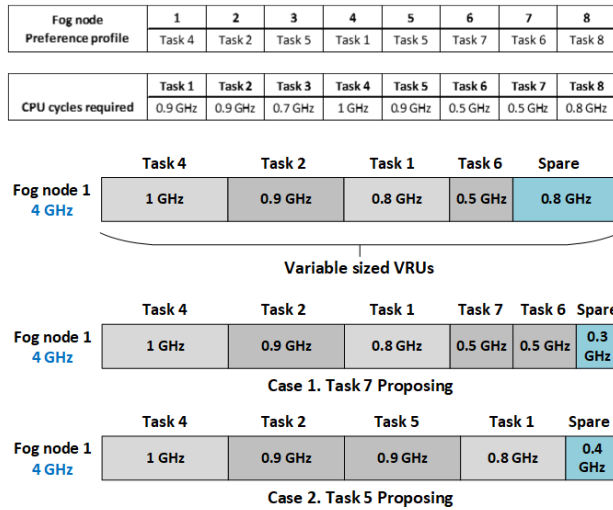 Fog node 1 2 3 4 5 6 7 8
Preference profile Task 4 Task 2 Task 5 Task 1 Task 5 Task 7 Task 6 Task 8
Task 1 Task 2 Task 3 Task 4 Task 5 Task 6 Task 7 Task 8
CPU cycles required 0.9 GHz 0.9 GHz 0.7 GHz 1 GHz 0.9 GHz 0.5 GHz 0.5 GHz 0.8 GHz
Task 4 Task 2 Task 1 Task 6 Spare
Fog node 1
4 GHz
1 GHz 0.9 GHz 0.8 GHz 0.5 GHz 0.8 GHz
Variable sized VRUs
Task 4 Task 2 Task 1 Task 7 Task 6 Spare
Fog node 1
4 GHz
1 GHz 0.9 GHz 0.8 GHz 0.5 GHz 0.5 GHz 0.3
GHz
Case 1. Task 7 Proposing
Task 4 Task 2 Task 5 Task 1 Spare
Fog node 1
4 GHz
1 GHz 0.9 GHz 0.9 GHz 0.8 GHz 0.4
GHz
Case 2. Task 5 Proposing